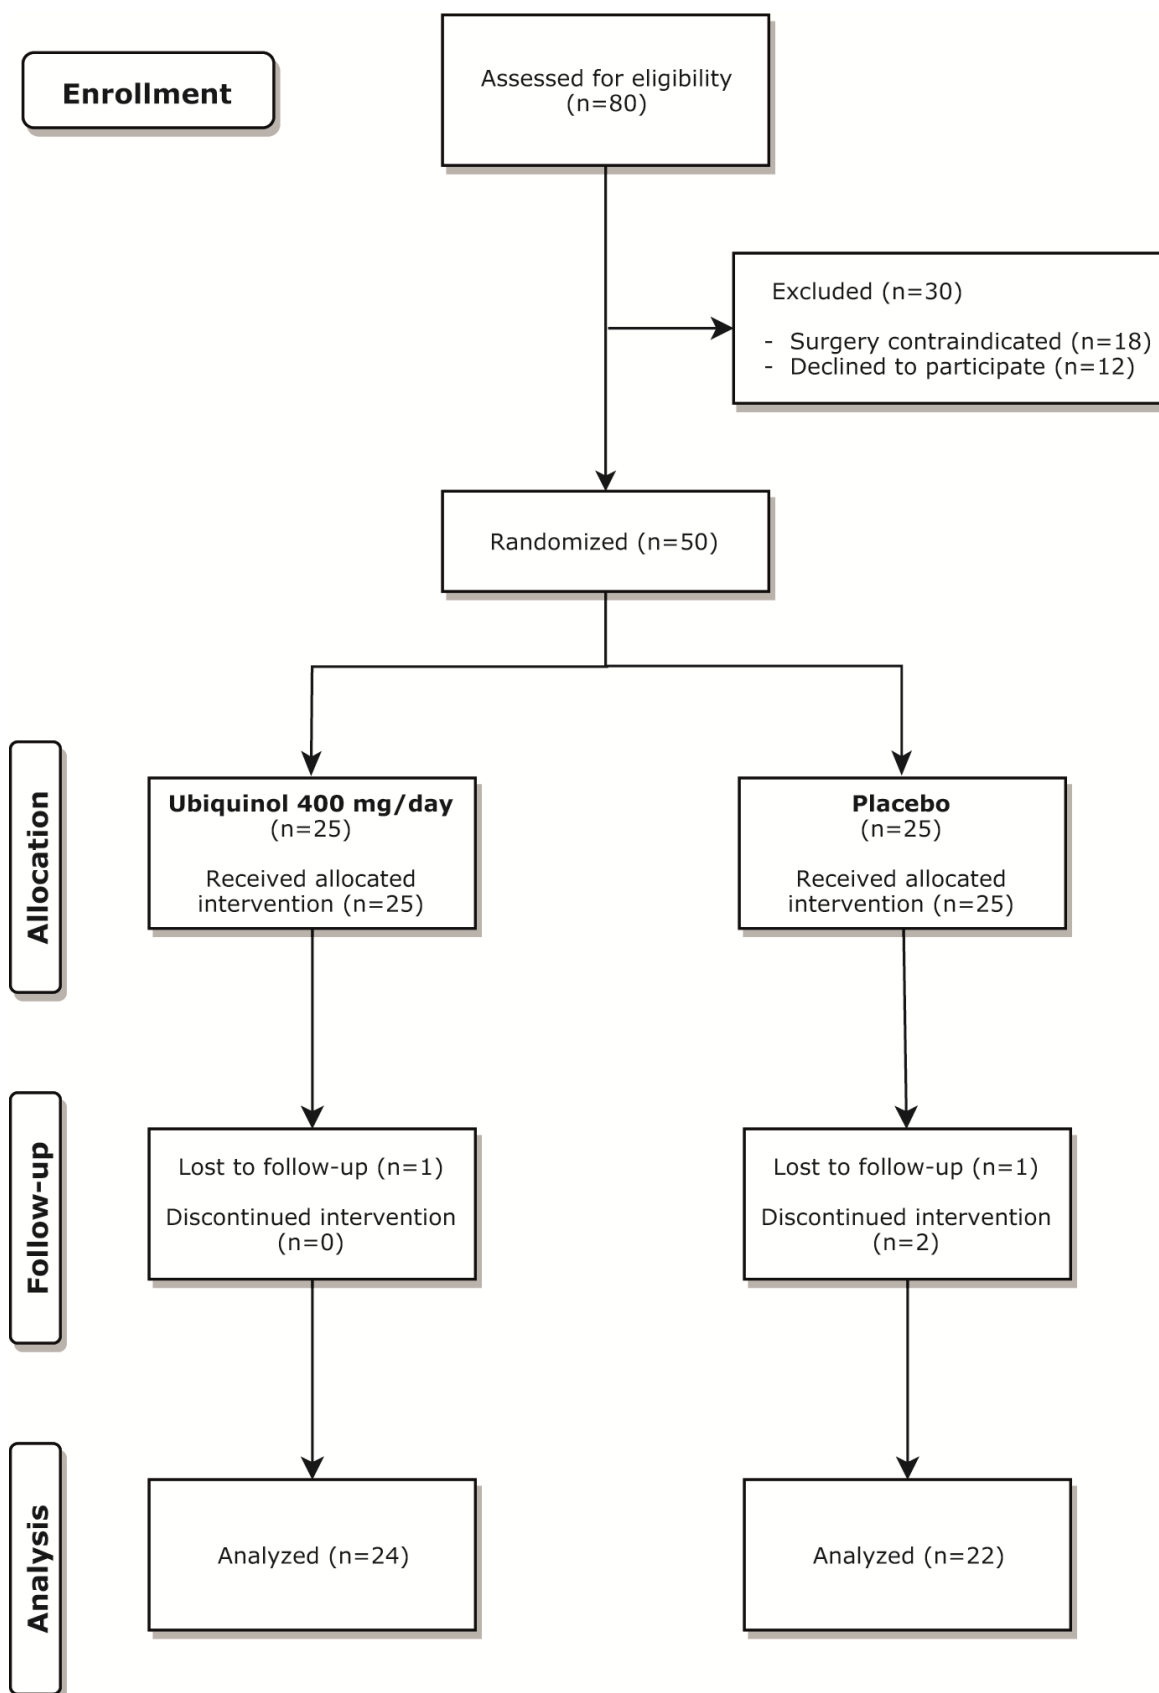 Enrollment
Assessed for eligibility
(n=80)
Excluded (n=30)
- Surgery contraindicated (n=18)
- Declined to participate (n=12)
Randomized (n=50)
Allocation
Ubiquinol 400 mg/day
(n=25)
Received allocated
intervention (n=25)
Placebo
(n=25)
Received allocated
intervention (n=25)
Follow-up
Lost to follow-up (n=1)
Discontinued intervention
(n=0)
Lost to follow-up (n=1)
Discontinued intervention
(n=2)
Analysis
Analyzed (n=24)
Analyzed (n=22)